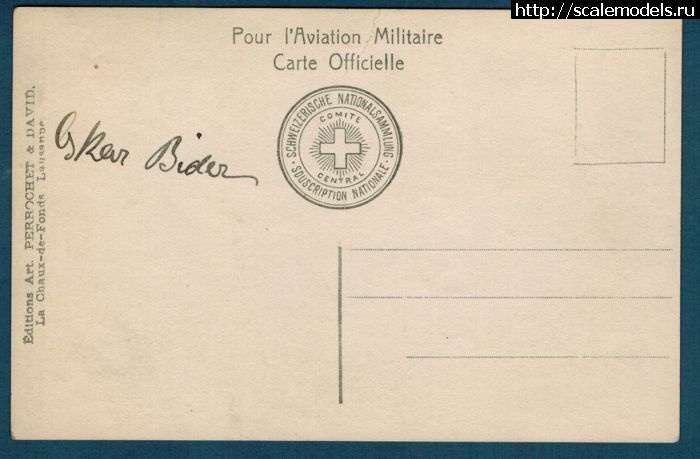 http://scalemodels.ru
Pour l'Aviation Militaire
Carte Officielle
SCHWEIZERISCHE NATIONALSAMMLUNG
COMITÉ
CENTRAL
SOUSCRIPTION NATIONALE
Oskar Bider
Éditions Art. PERROCHET & DAVID.
La Chaux-de-Fonds Lausanne.